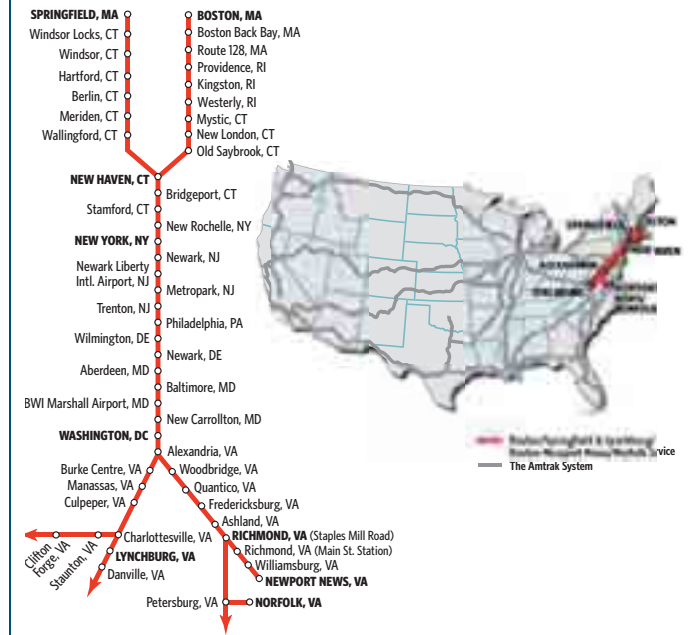 SPRINGFIELD, MA
Windsor Locks, CT
Windsor, CT
Hartford, CT
Berlin, CT
Meriden, CT
Wallingford, CT
BOSTON, MA
Boston Back Bay, MA
Route 128, MA
Providence, RI
Kingston, RI
Westerly, RI
Mystic, CT
New London, CT
Old Saybrook, CT
NEW HAVEN, CT
Bridgeport, CT
Stamford, CT
New Rochelle, NY
NEW YORK, NY
Newark, NJ
Newark Liberty
Intl. Airport, NJ
Metropark, NJ
Trenton, NJ
Philadelphia, PA
Wilmington, DE
Newark, DE
Aberdeen, MD
Baltimore, MD
BWI Marshall Airport, MD
New Carrollton, MD
WASHINGTON, DC
Alexandria, VA
Burke Centre, VA
Manassas, VA
Culpeper, VA
Charlottesville, VA
Clifton
Forge, VA
Staunton, VA
LYNCHBURG, VA
Danville, VA
Woodbridge, VA
Quantico, VA
Fredericksburg, VA
Ashland, VA
RICHMOND, VA (Staples Mill Road)
Richmond, VA (Main St. Station)
Williamsburg, VA
NEWPORT NEWS, VA
Petersburg, VA
NORFOLK, VA
The Amtrak System